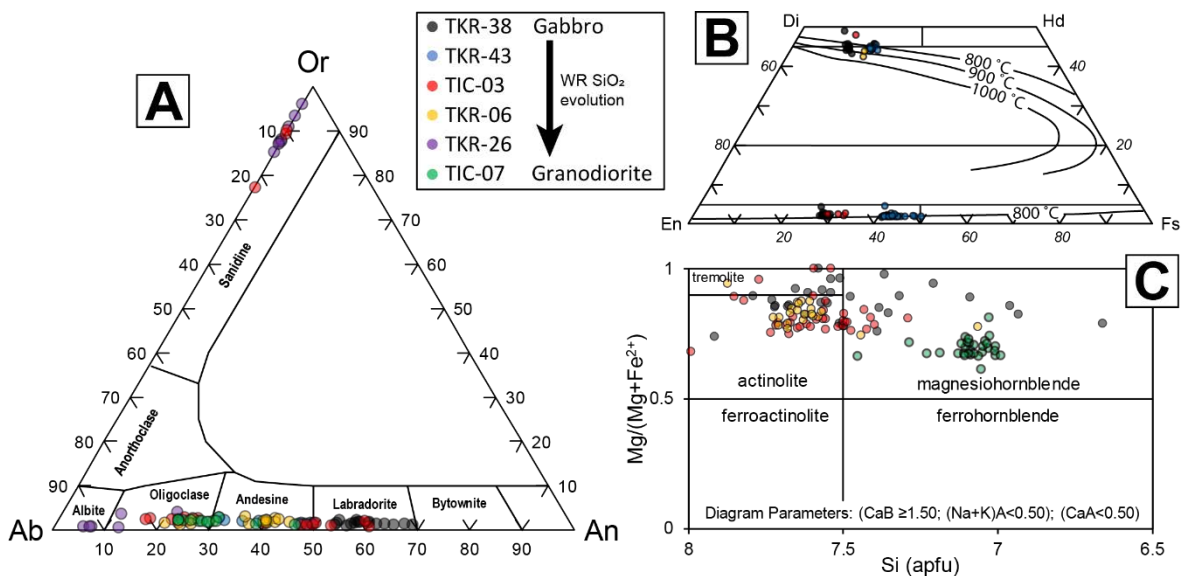 A
Or
10
20
30
40
50
60
70
80
90
90
80
70
60
50
40
30
20
10
Sanidine
Anorthoclase
Albite
Oligoclase
Andesine
Labradorite
Bytownite
Ab
An
10
20
30
40
50
60
70
80
90
TKR-38 Gabbro
TKR-43
TIC-03
TKR-06
TKR-26
TIC-07 Granodiorite
WR SiO₂
evolution
B
Di
Hd
60
40
80
20
800 ˚C
900 ˚C
1000 ˚C
800 ˚C
En
Fs
20
40
60
80
C
1
0.5
0
Mg/(Mg+Fe²⁺)
tremolite
actinolite
magnesiohornblende
ferroactinolite
ferrohornblende
Diagram Parameters: (CaB ≥1.50; (Na+K)A<0.50); (CaA<0.50)
8
7.5
7
6.5
Si (apfu)